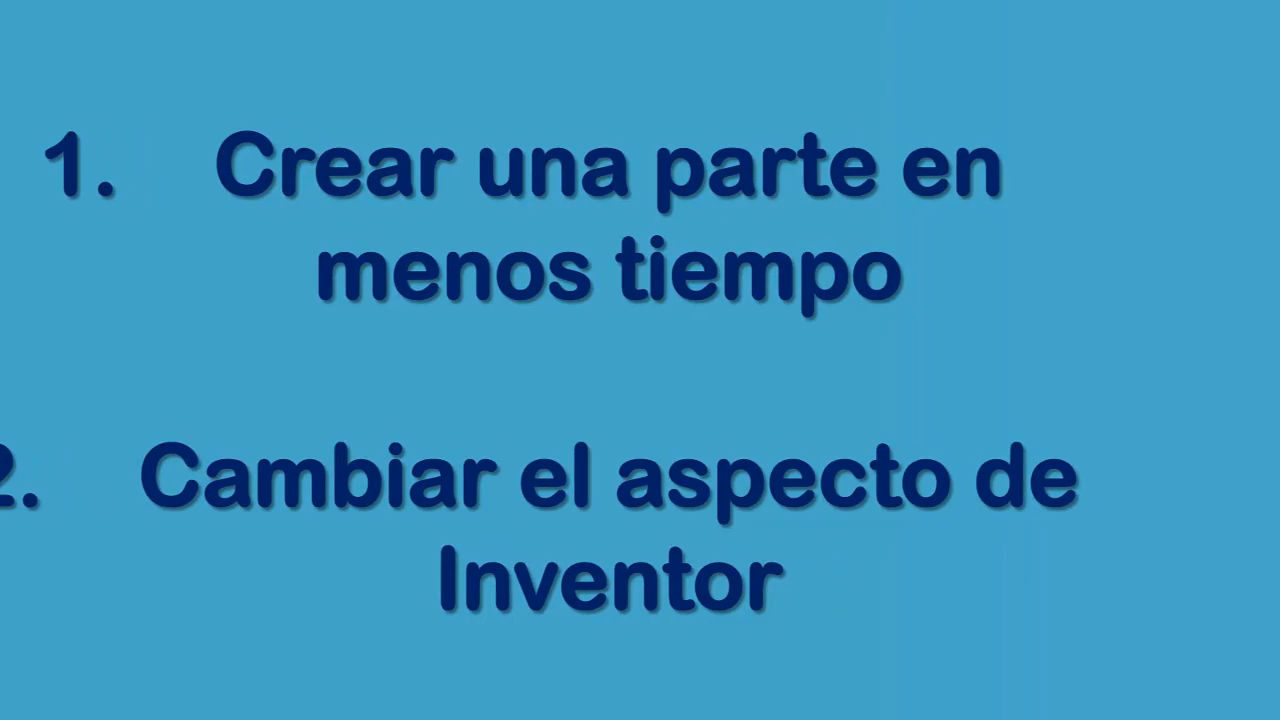 1. Crear una parte en
menos tiempo
2. Cambiar el aspecto de
Inventor